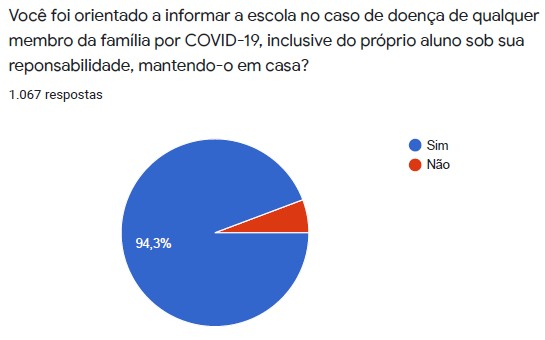 Você foi orientado a informar a escola no caso de doença de qualquer
membro da família por COVID-19, inclusive do próprio aluno sob sua
reponsabilidade, mantendo-o em casa?
1.067 respostas
Sim
Não
94,3%